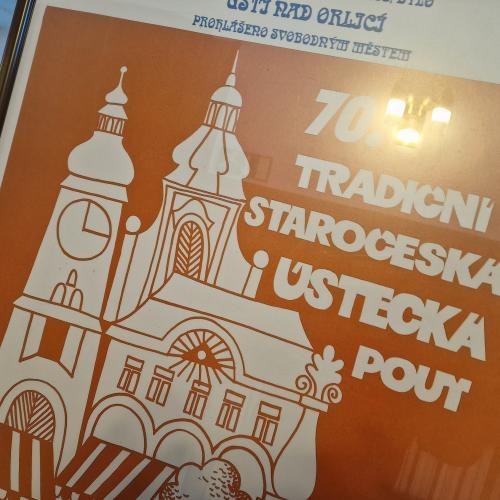 ÚSTÍ NAD ORLICÍ
PROHLÁŠENO SVOBODNÝM MĚSTEM
70.
TRADIČNÍ
STAROČESKÁ
ÚSTECKÁ
POUŤ